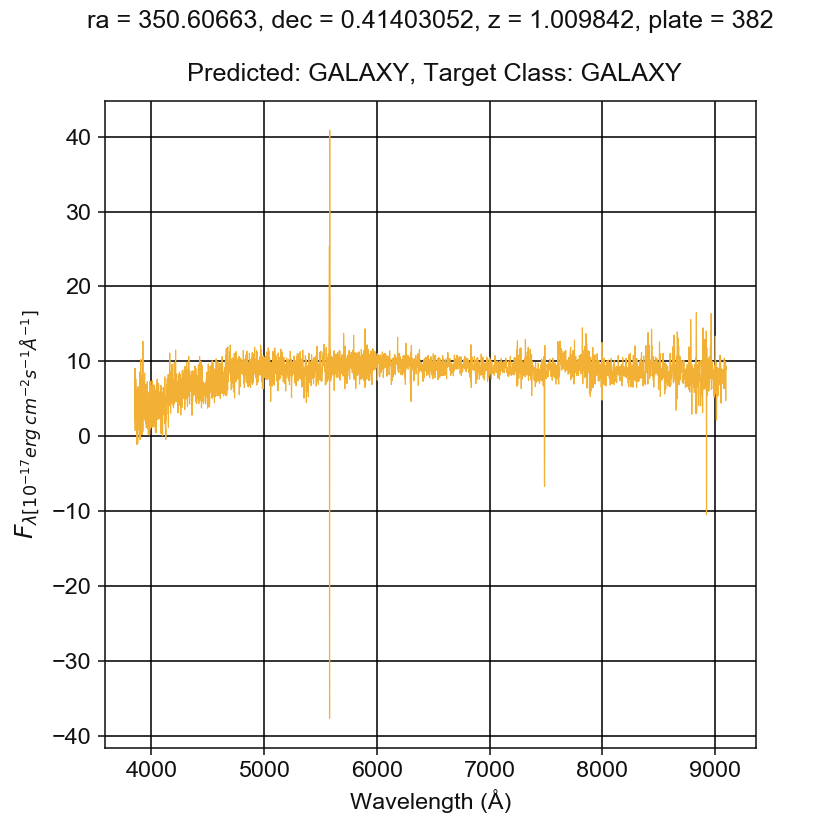 ra = 350.60663, dec = 0.41403052, z = 1.009842, plate = 382
Predicted: GALAXY, Target Class: GALAXY
40
30
20
10
0
−10
−20
−30
−40
F_{λ[10^{−17} erg cm^{−2} s^{−1} Å^{−1}]}
4000 5000 6000 7000 8000 9000
Wavelength (Å)